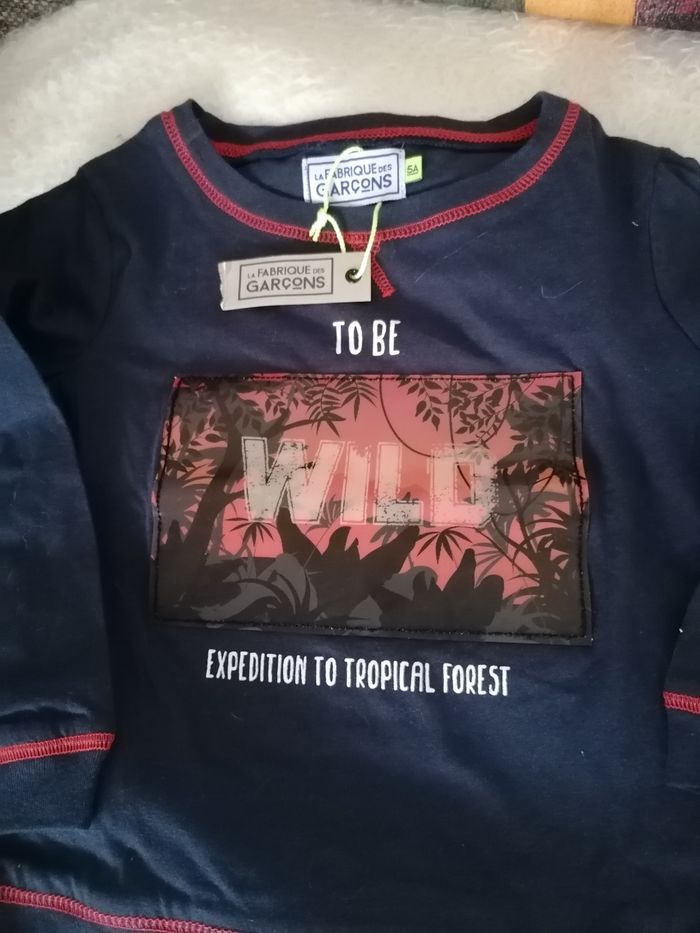 LA FABRIQUE DES
GARÇONS
5A
LA FABRIQUE DES
GARÇONS
TO BE
WILD
EXPEDITION TO TROPICAL FOREST